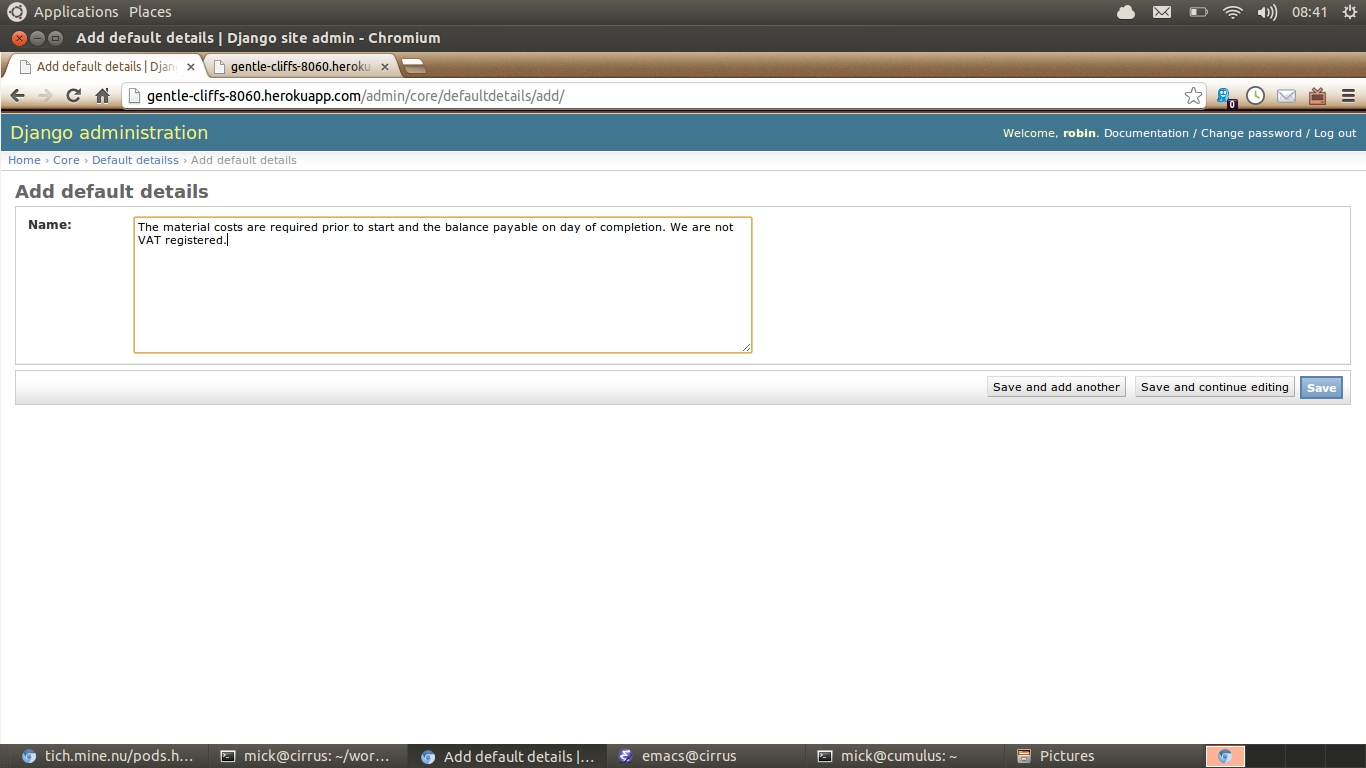 Applications Places 08:41
Add default details | Django site admin - Chromium
Add default details | Djan gentle-cliffs-8060.heroku
gentle-cliffs-8060.herokuapp.com/admin/core/defaultdetails/add/
0
Django administration
Welcome, robin. Documentation / Change password / Log out
Home › Core › Default detailss › Add default details
Add default details
Name:
The material costs are required prior to start and the balance payable on day of completion. We are not
VAT registered.
Save and add another Save and continue editing Save
tich.mine.nu/pods.h... mick@cirrus: ~/wor... Add default details |... emacs@cirrus mick@cumulus: ~ Pictures